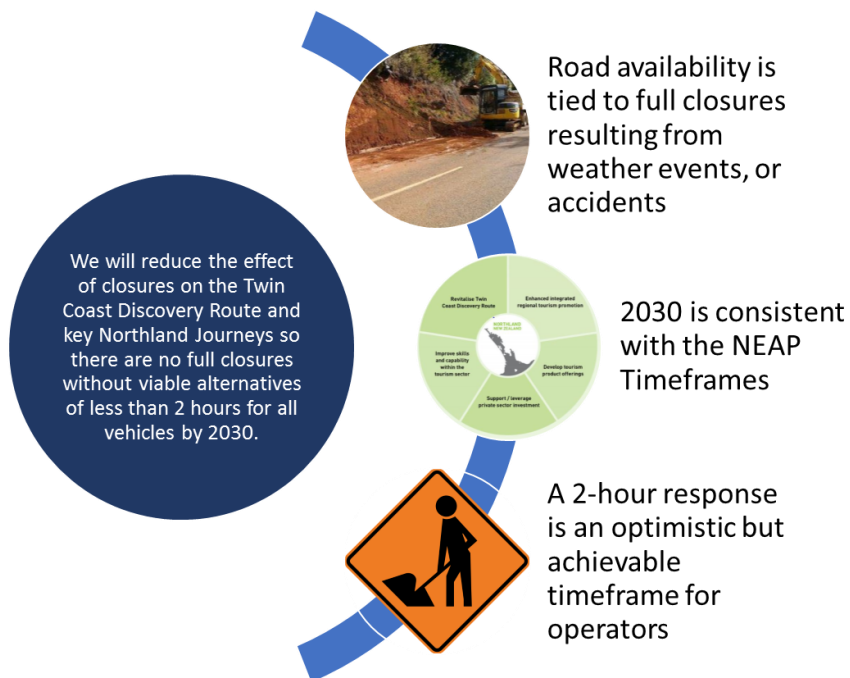 We will reduce the effect
of closures on the Twin
Coast Discovery Route and
key Northland Journeys so
there are no full closures
without viable alternatives
of less than 2 hours for all
vehicles by 2030.
Road availability is
tied to full closures
resulting from
weather events, or
accidents
Revitalise Twin
Coast Discovery Route
Enhanced integrated
regional tourism promotion
NORTHLAND
NEW ZEALAND
Improve skills
and capability
within the
tourism sector
Develop tourism
product offerings
Support / leverage
private sector investment
2030 is consistent
with the NEAP
Timeframes
A 2-hour response
is an optimistic but
achievable
timeframe for
operators